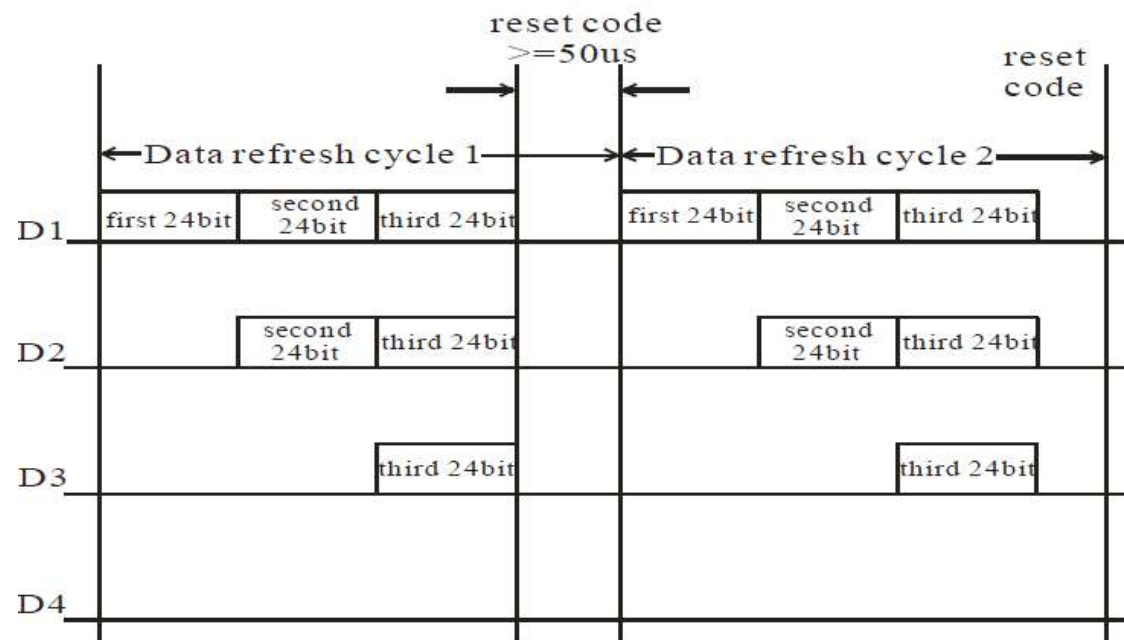 reset code
>=50us
reset
code
Data refresh cycle 1
Data refresh cycle 2
D1
first 24bit
second
24bit
third 24bit
first 24bit
second
24bit
third 24bit
D2
second
24bit
third 24bit
second
24bit
third 24bit
D3
third 24bit
third 24bit
D4